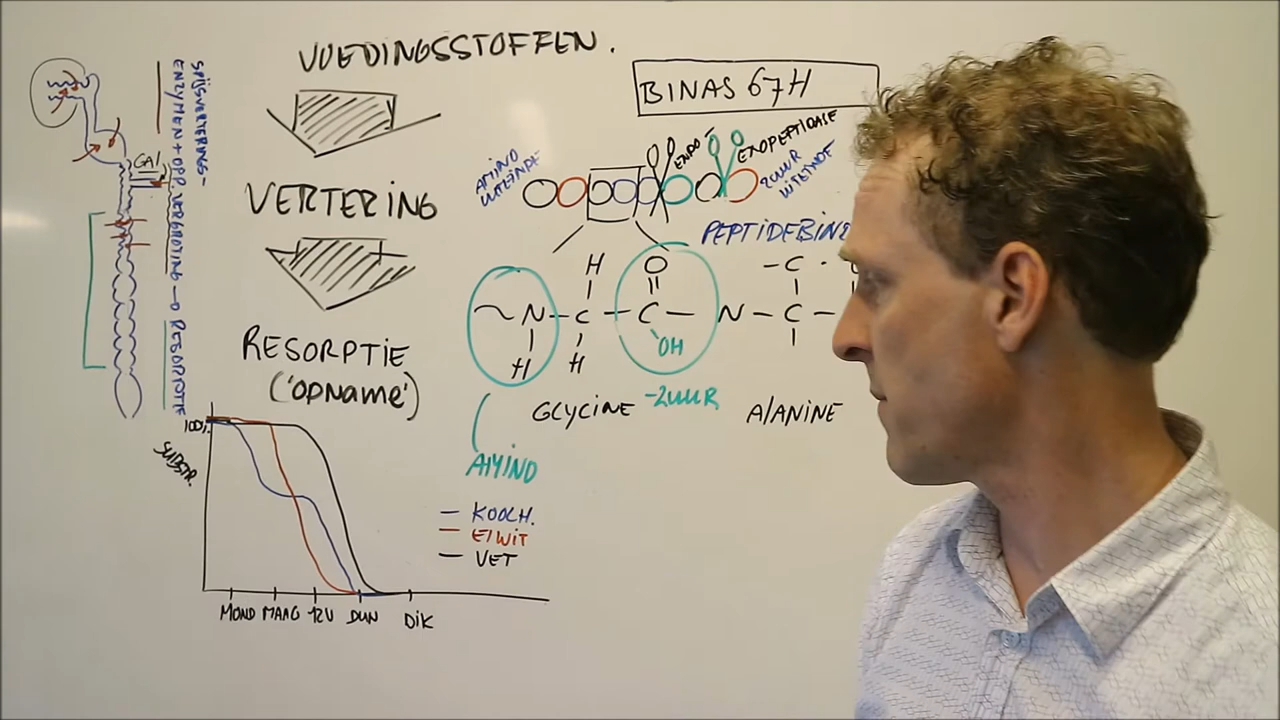 VOEDINGSSTOFFEN.
VERTERING
RESORPTIE
('OPNAME')
SPIJSVERTERINGS-
ENZYMEN + OPP. VERGROTING → RESORPTIE
GAL
BINAS 67H
AMINO
UITEINDE
ENDO-
EXOPEPTIDASE
ZUUR
UITEINDE
PEPTIDEBIN
H O
N - C - C - N - C -
H H OH
- C
GLYCINE -ZUUR ALANINE
AMINO
100%
SUBSTR.
KOOLH.
EIWIT
VET
MOND MAAG 12V DUN DIK